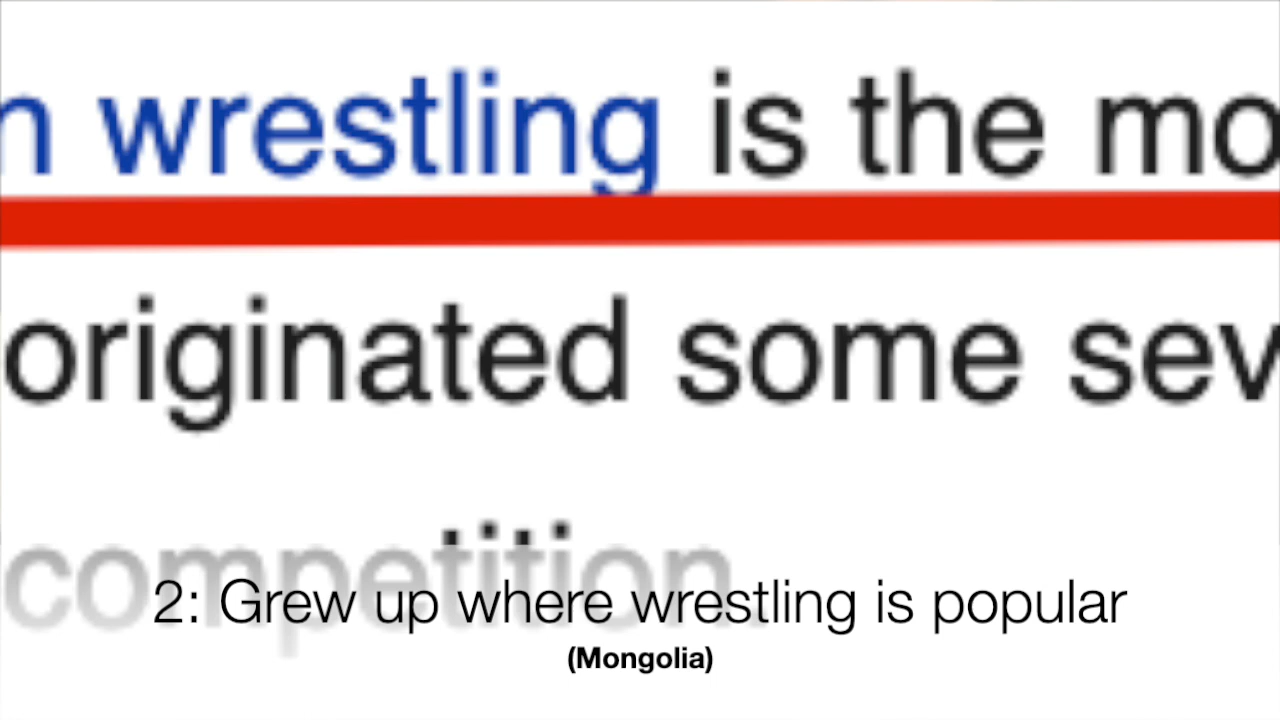 n wrestling is the mo
originated some sev
competition
2: Grew up where wrestling is popular
(Mongolia)